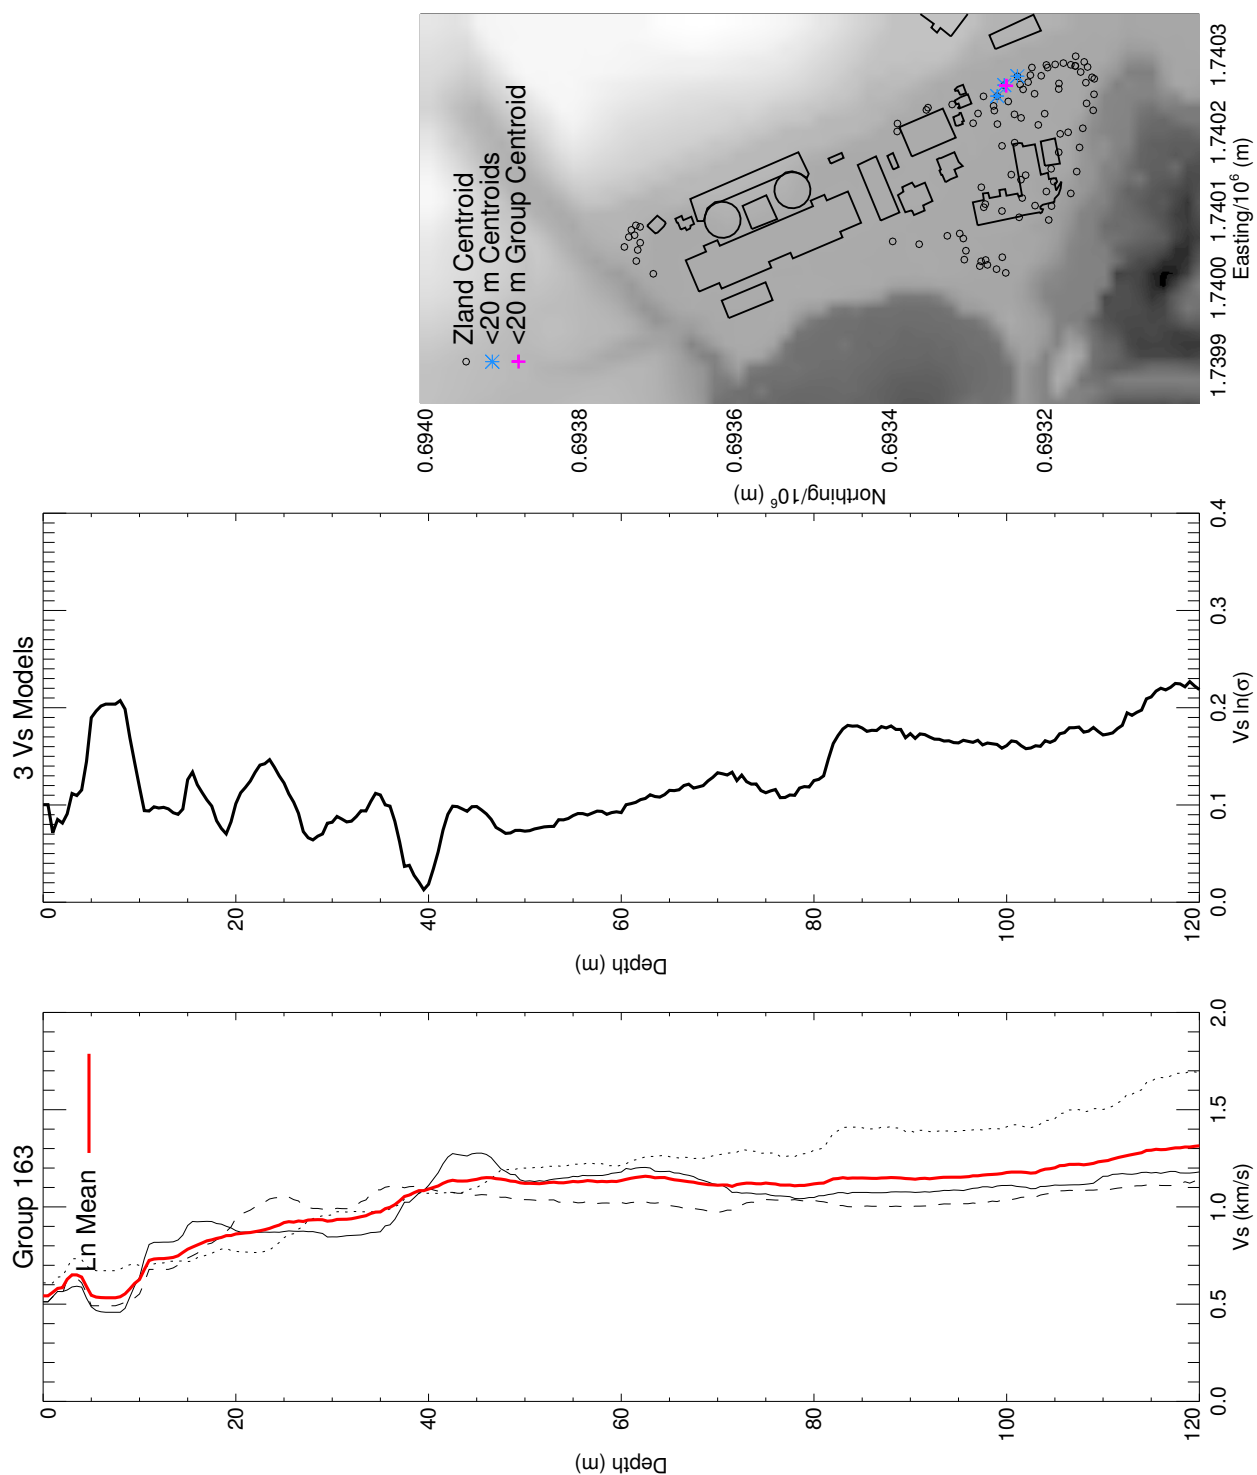 Group 163
Ln Mean
0
20
40
60
80
100
120
Depth (m)
0.0
0.5
1.0
1.5
2.0
Vs (km/s)
3 Vs Models
0
20
40
60
80
100
120
Depth (m)
0.0
0.1
0.2
0.3
0.4
Vs ln(σ)
Zland Centroid
<20 m Centroids
<20 m Group Centroid
0.6940
0.6938
0.6936
0.6934
0.6932
Northing/10⁶ (m)
1.7399
1.7400
1.7401
1.7402
1.7403
Easting/10⁶ (m)